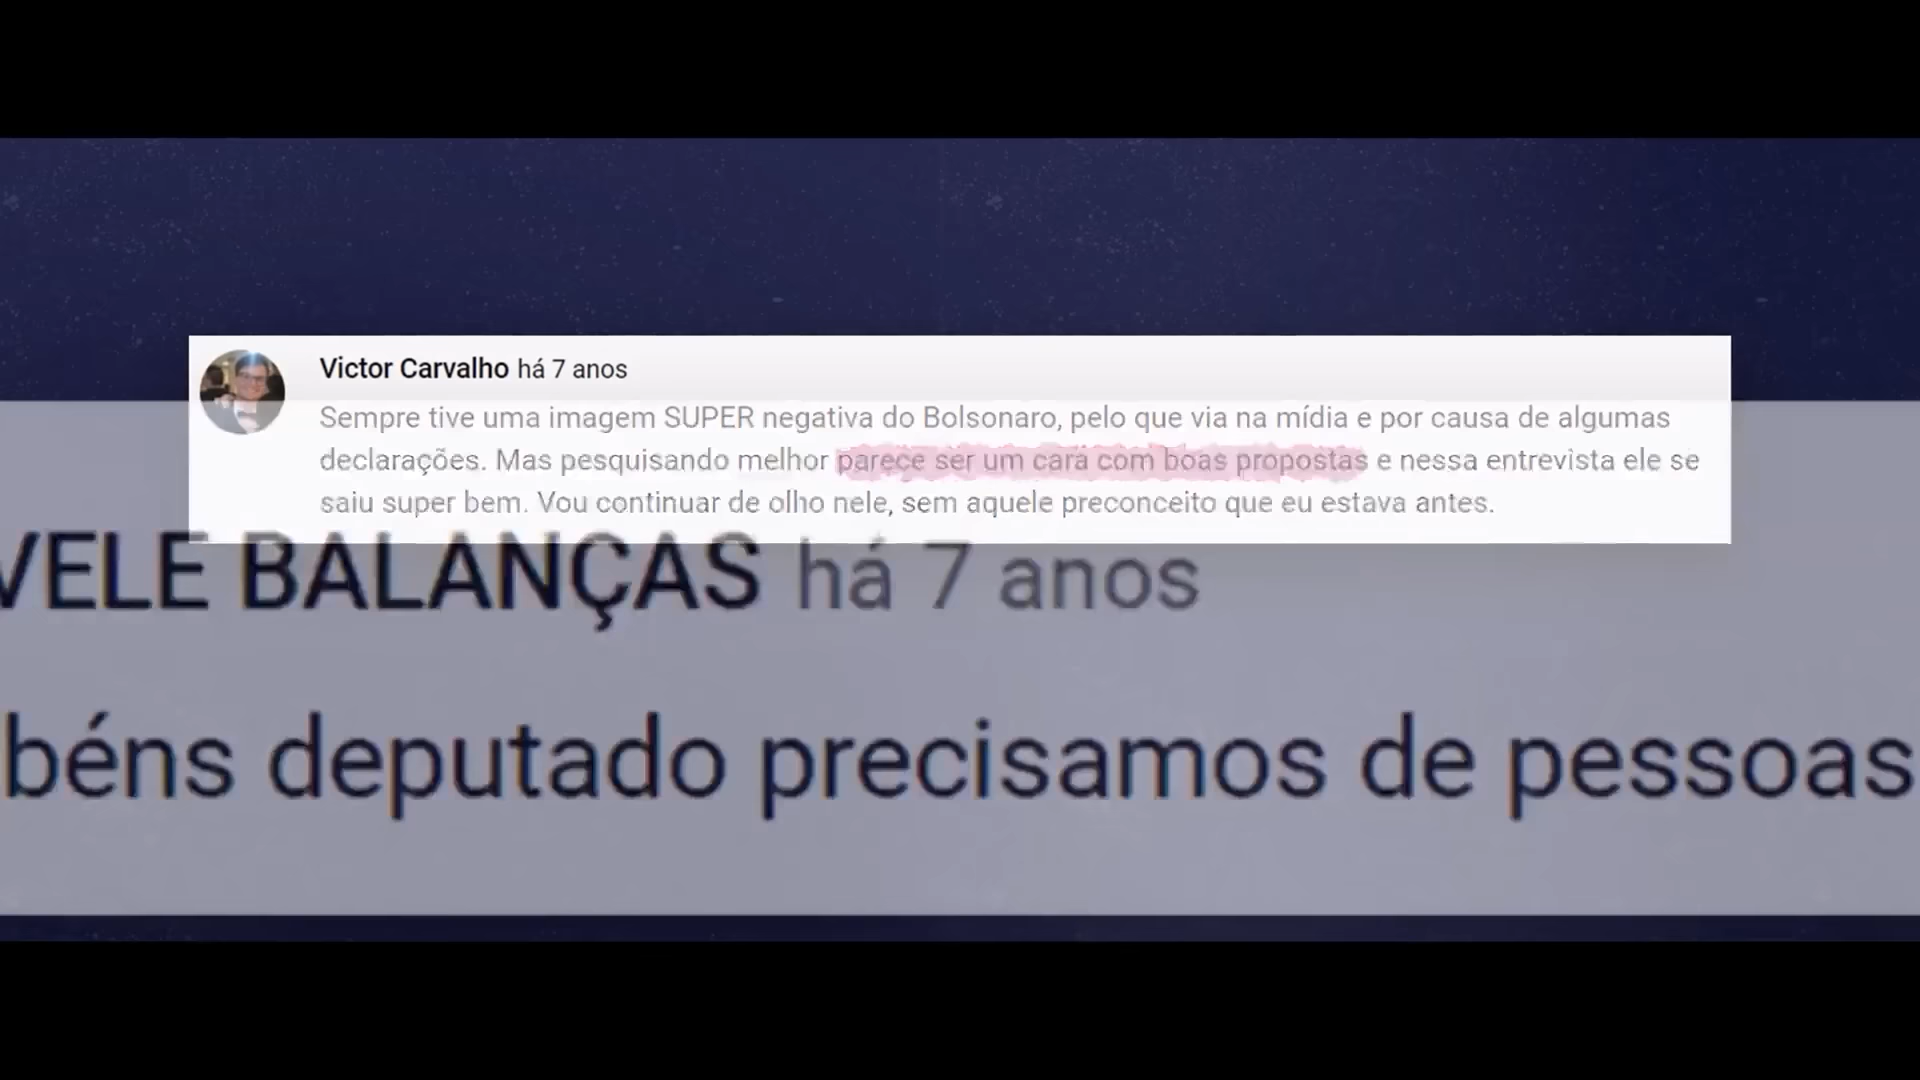 Victor Carvalho há 7 anos
Sempre tive uma imagem SUPER negativa do Bolsonaro, pelo que via na mídia e por causa de algumas
declarações. Mas pesquisando melhor parece ser um cara com boas propostas e nessa entrevista ele se
saiu super bem. Vou continuar de olho nele, sem aquele preconceito que eu estava antes.
VELE BALANÇAS há 7 anos
béns deputado precisamos de pessoas